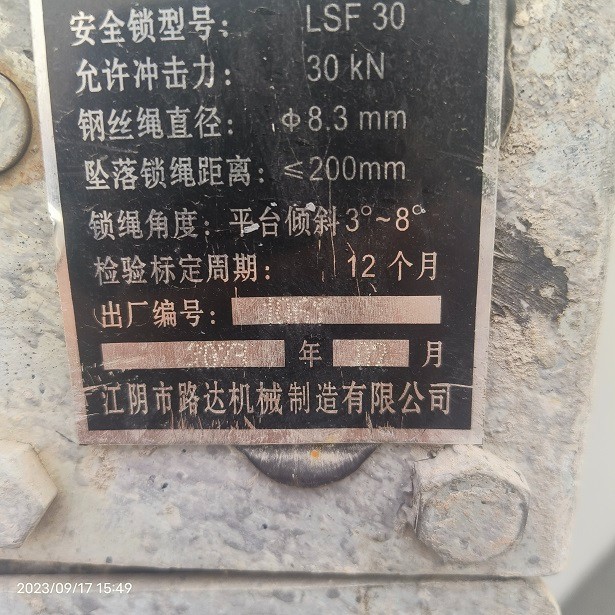 安全锁型号： LSF 30
允许冲击力： 30 kN
钢丝绳直径： Φ8.3 mm
坠落锁绳距离：≤200mm
锁绳角度：平台倾斜3°~8°
检验标定周期： 12 个月
出厂编号：
年 月
江阴市路达机械制造有限公司
2023/09/17 15:49